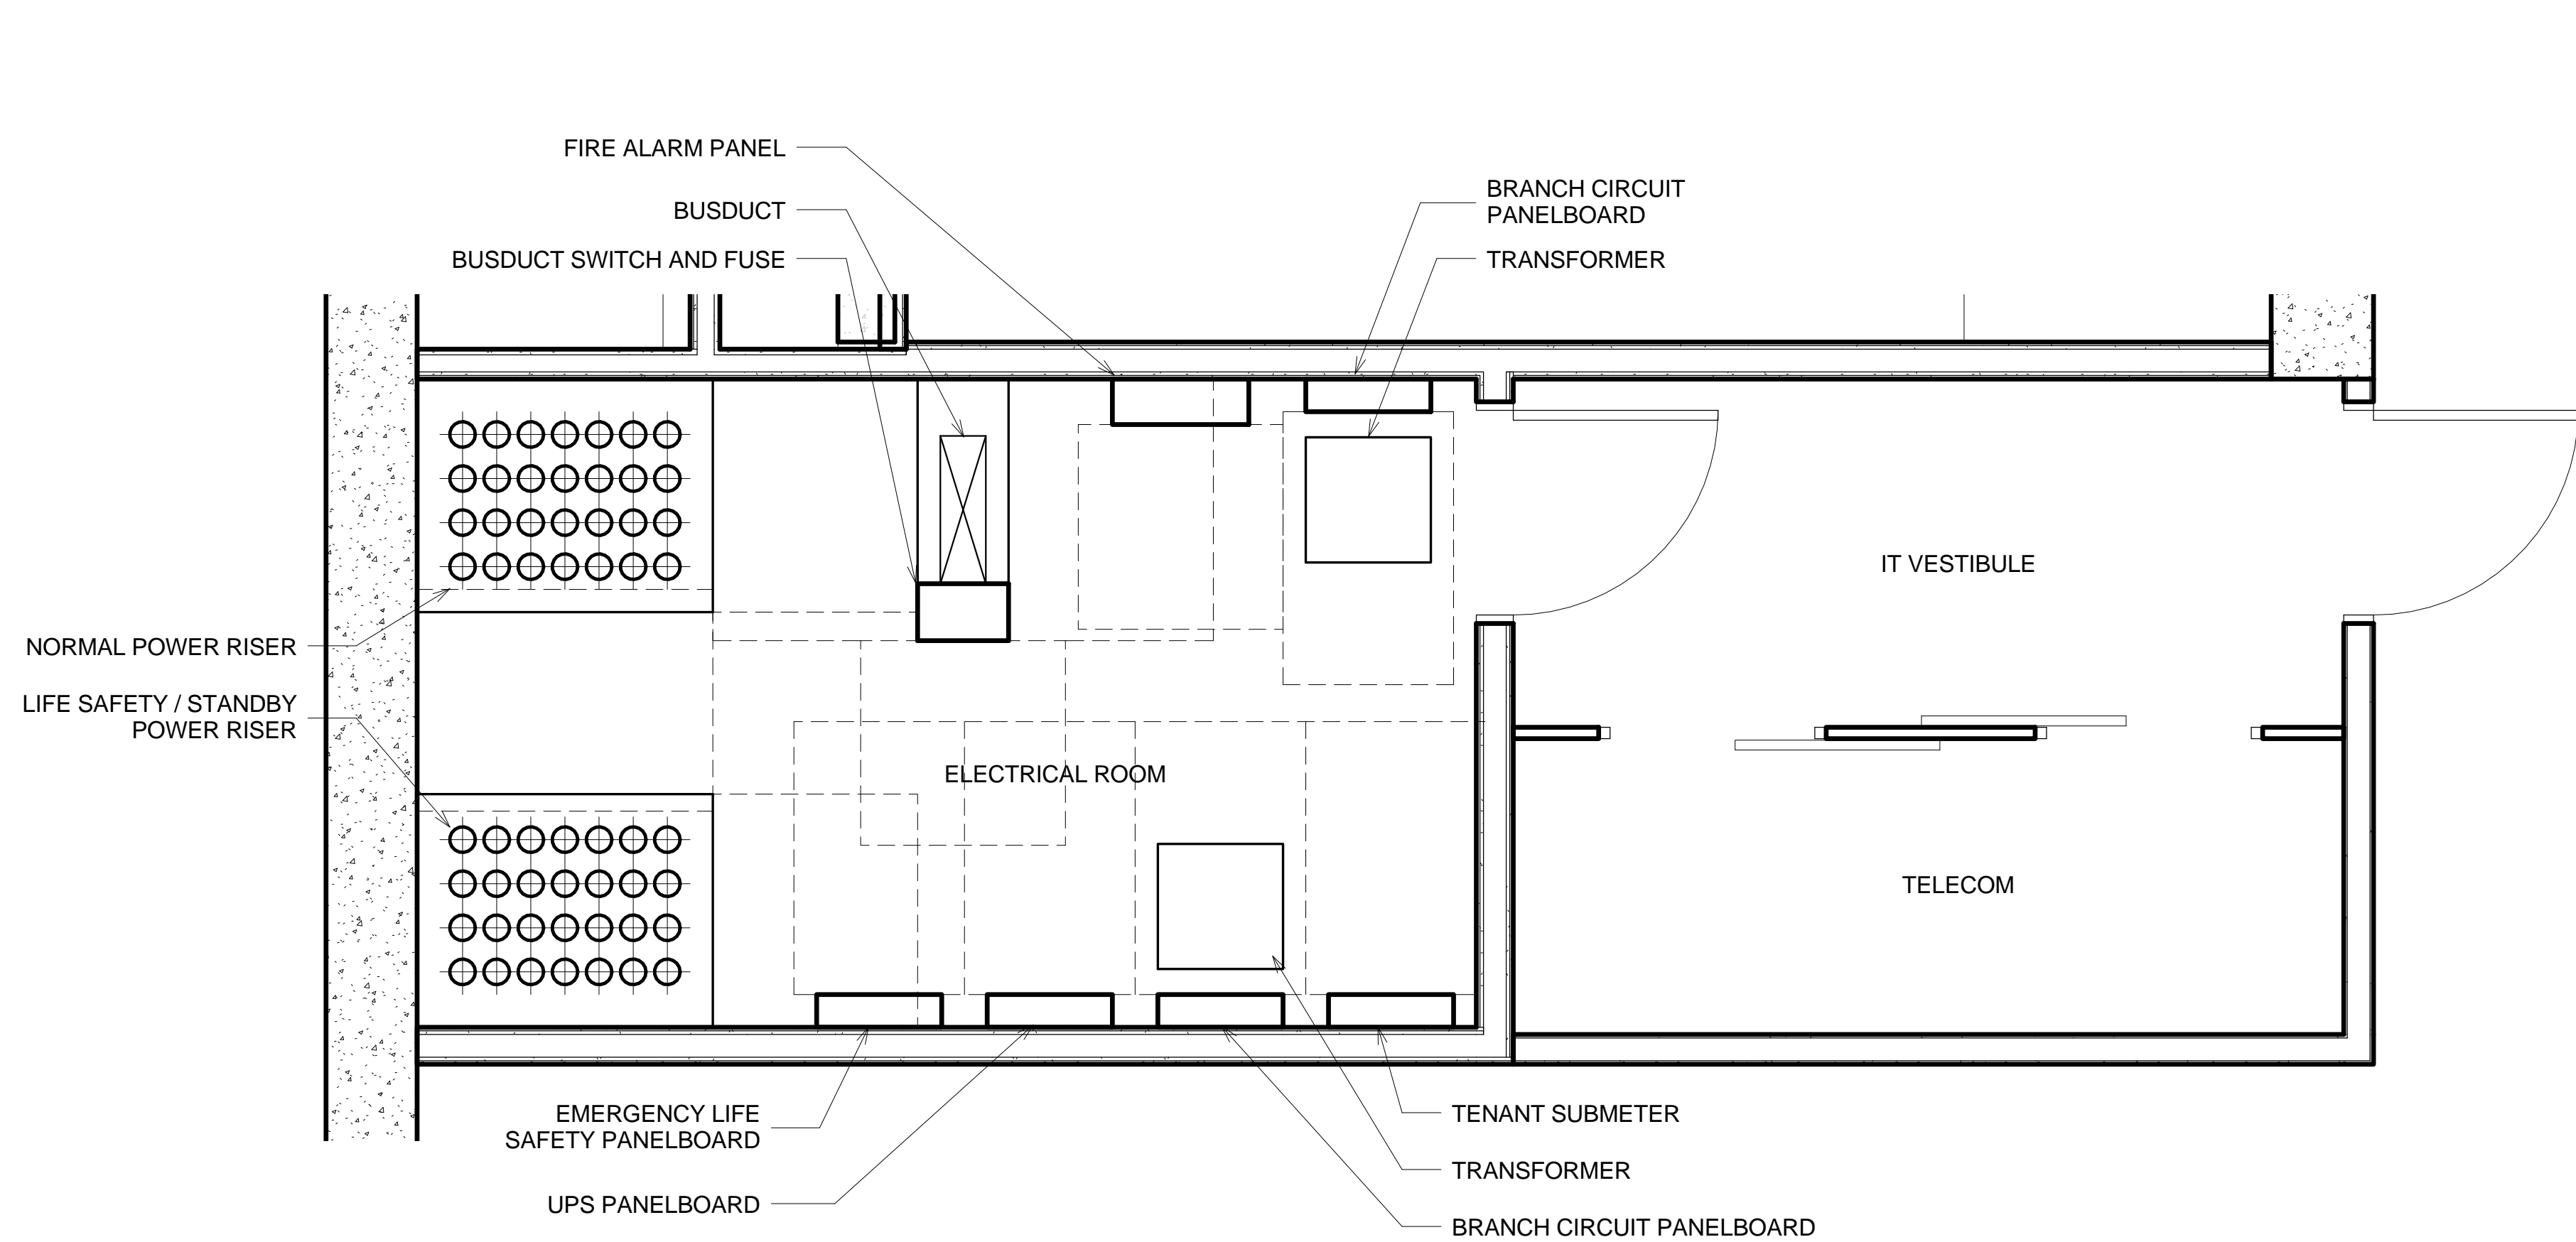 FIRE ALARM PANEL
BUSDUCT
BUSDUCT SWITCH AND FUSE
BRANCH CIRCUIT
PANELBOARD
TRANSFORMER
IT VESTIBULE
NORMAL POWER RISER
LIFE SAFETY / STANDBY
POWER RISER
ELECTRICAL ROOM
TELECOM
EMERGENCY LIFE
SAFETY PANELBOARD
UPS PANELBOARD
TENANT SUBMETER
TRANSFORMER
BRANCH CIRCUIT PANELBOARD